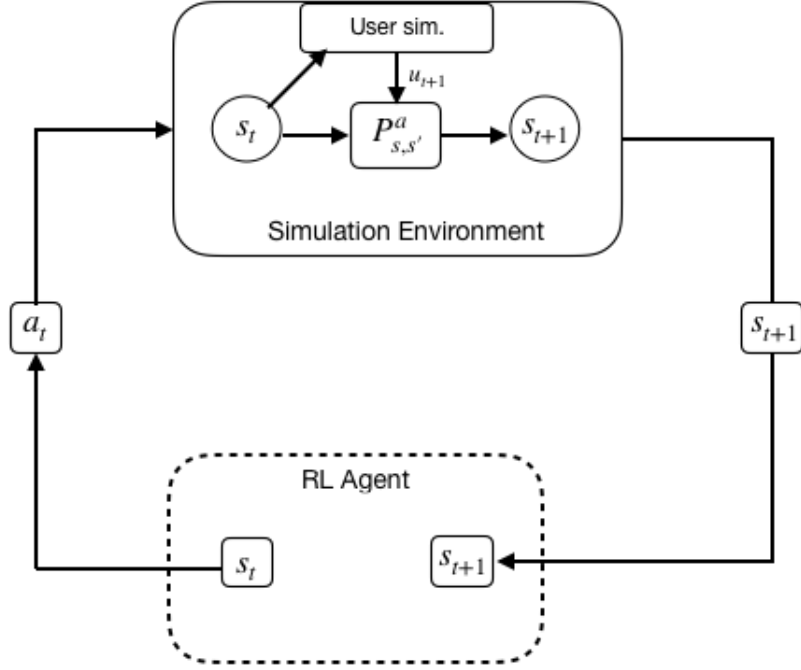 User sim.
u_{t+1}
s_t
P^a_{s,s'}
s_{t+1}
Simulation Environment
a_t
s_{t+1}
RL Agent
s_t
s_{t+1}